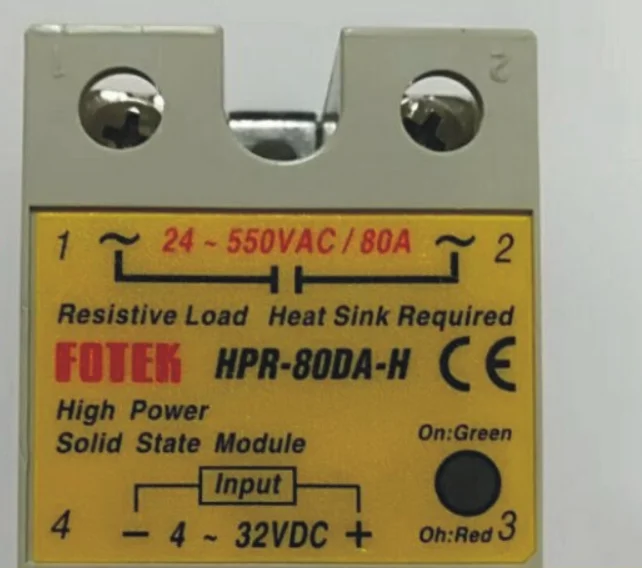 1 2
1 ~ 24 ~ 550VAC / 80A ~ 2
Resistive Load Heat Sink Required
FOTEK HPR-80DA-H CE
High Power
Solid State Module
On:Green
Input
4 − 4 ~ 32VDC + Oh:Red 3